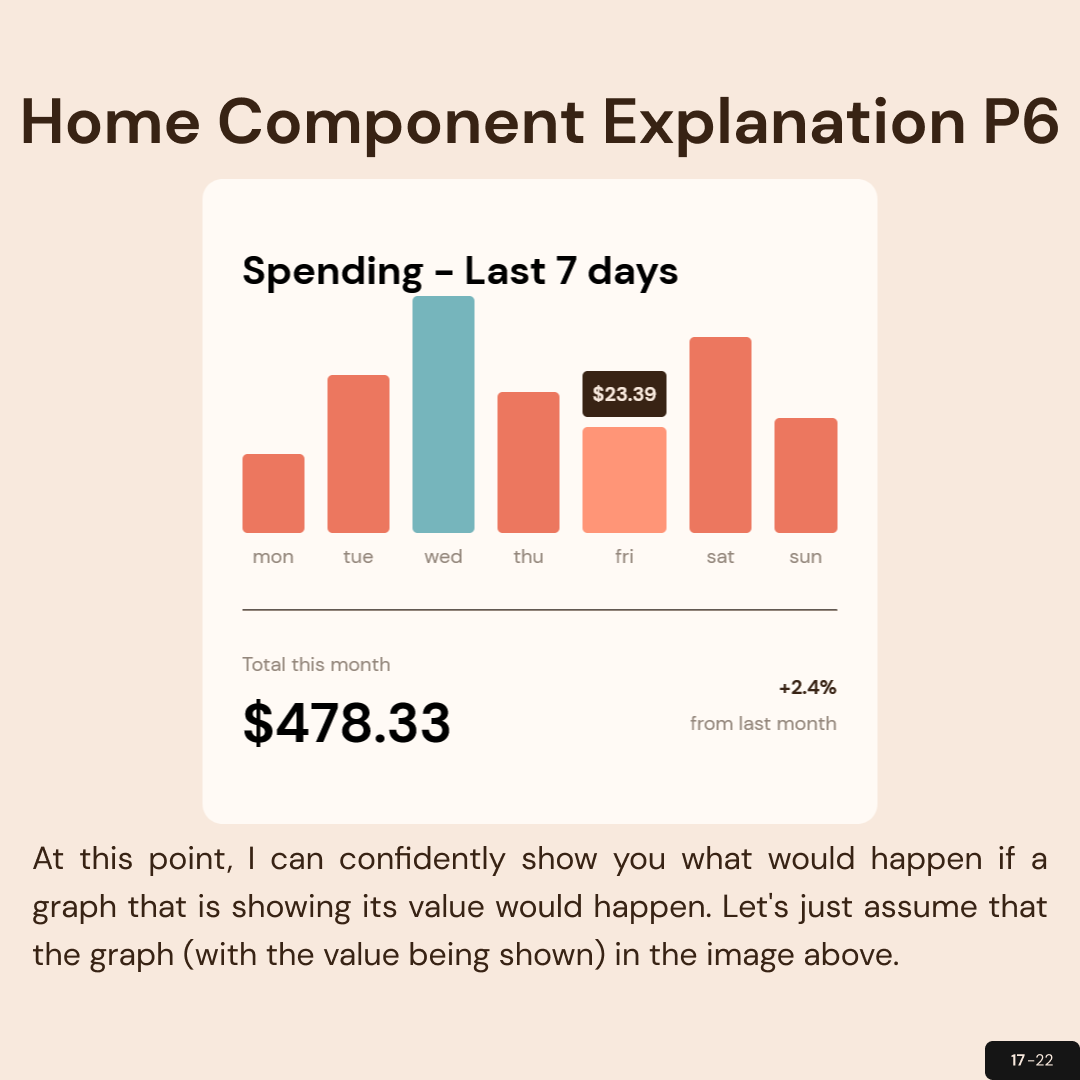 Home Component Explanation P6
Spending - Last 7 days
$23.39
mon tue wed thu fri sat sun
Total this month
$478.33
+2.4%
from last month
At this point, I can confidently show you what would happen if a
graph that is showing its value would happen. Let's just assume that
the graph (with the value being shown) in the image above.
17-22